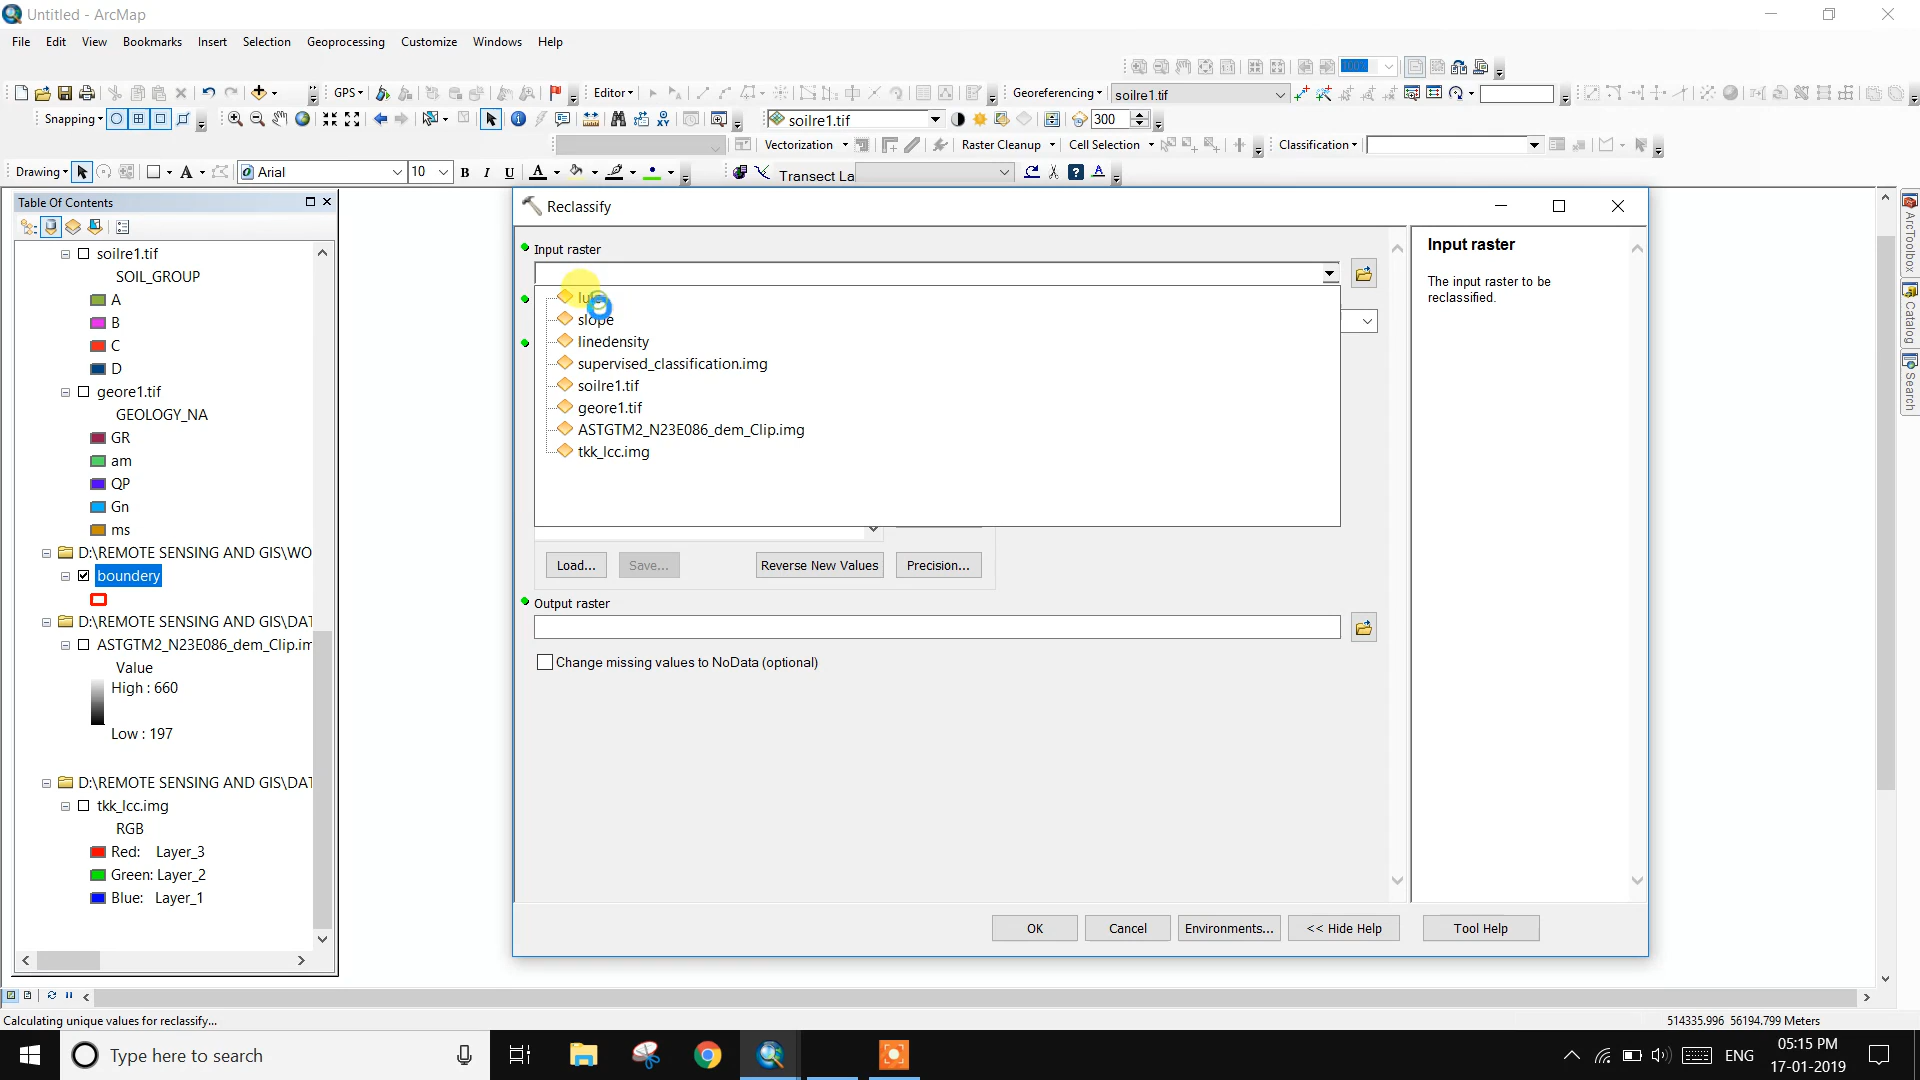 Untitled - ArcMap
File Edit View Bookmarks Insert Selection Geoprocessing Customize Windows Help
100%
GPS Editor Georeferencing soilre1.tif
Snapping soilre1.tif 300
Vectorization Raster Cleanup Cell Selection Classification
Drawing A Arial 10 B I U A Transect La A
Table Of Contents
soilre1.tif
SOIL_GROUP
A
B
C
D
geore1.tif
GEOLOGY_NA
GR
am
QP
Gn
ms
D:\REMOTE SENSING AND GIS\WO
boundery
D:\REMOTE SENSING AND GIS\DAT
ASTGTM2_N23E086_dem_Clip.im
Value
High : 660
Low : 197
D:\REMOTE SENSING AND GIS\DAT
tkk_lcc.img
RGB
Red: Layer_3
Green: Layer_2
Blue: Layer_1
Reclassify
Input raster
slope
linedensity
supervised_classification.img
soilre1.tif
geore1.tif
ASTGTM2_N23E086_dem_Clip.img
tkk_lcc.img
Load... Save... Reverse New Values Precision...
Output raster
Change missing values to NoData (optional)
OK Cancel Environments... << Hide Help Tool Help
Input raster
The input raster to be
reclassified.
ArcToolbox
Catalog
Search
Calculating unique values for reclassify...
514335.996 56194.799 Meters
Type here to search
ENG
05:15 PM
17-01-2019